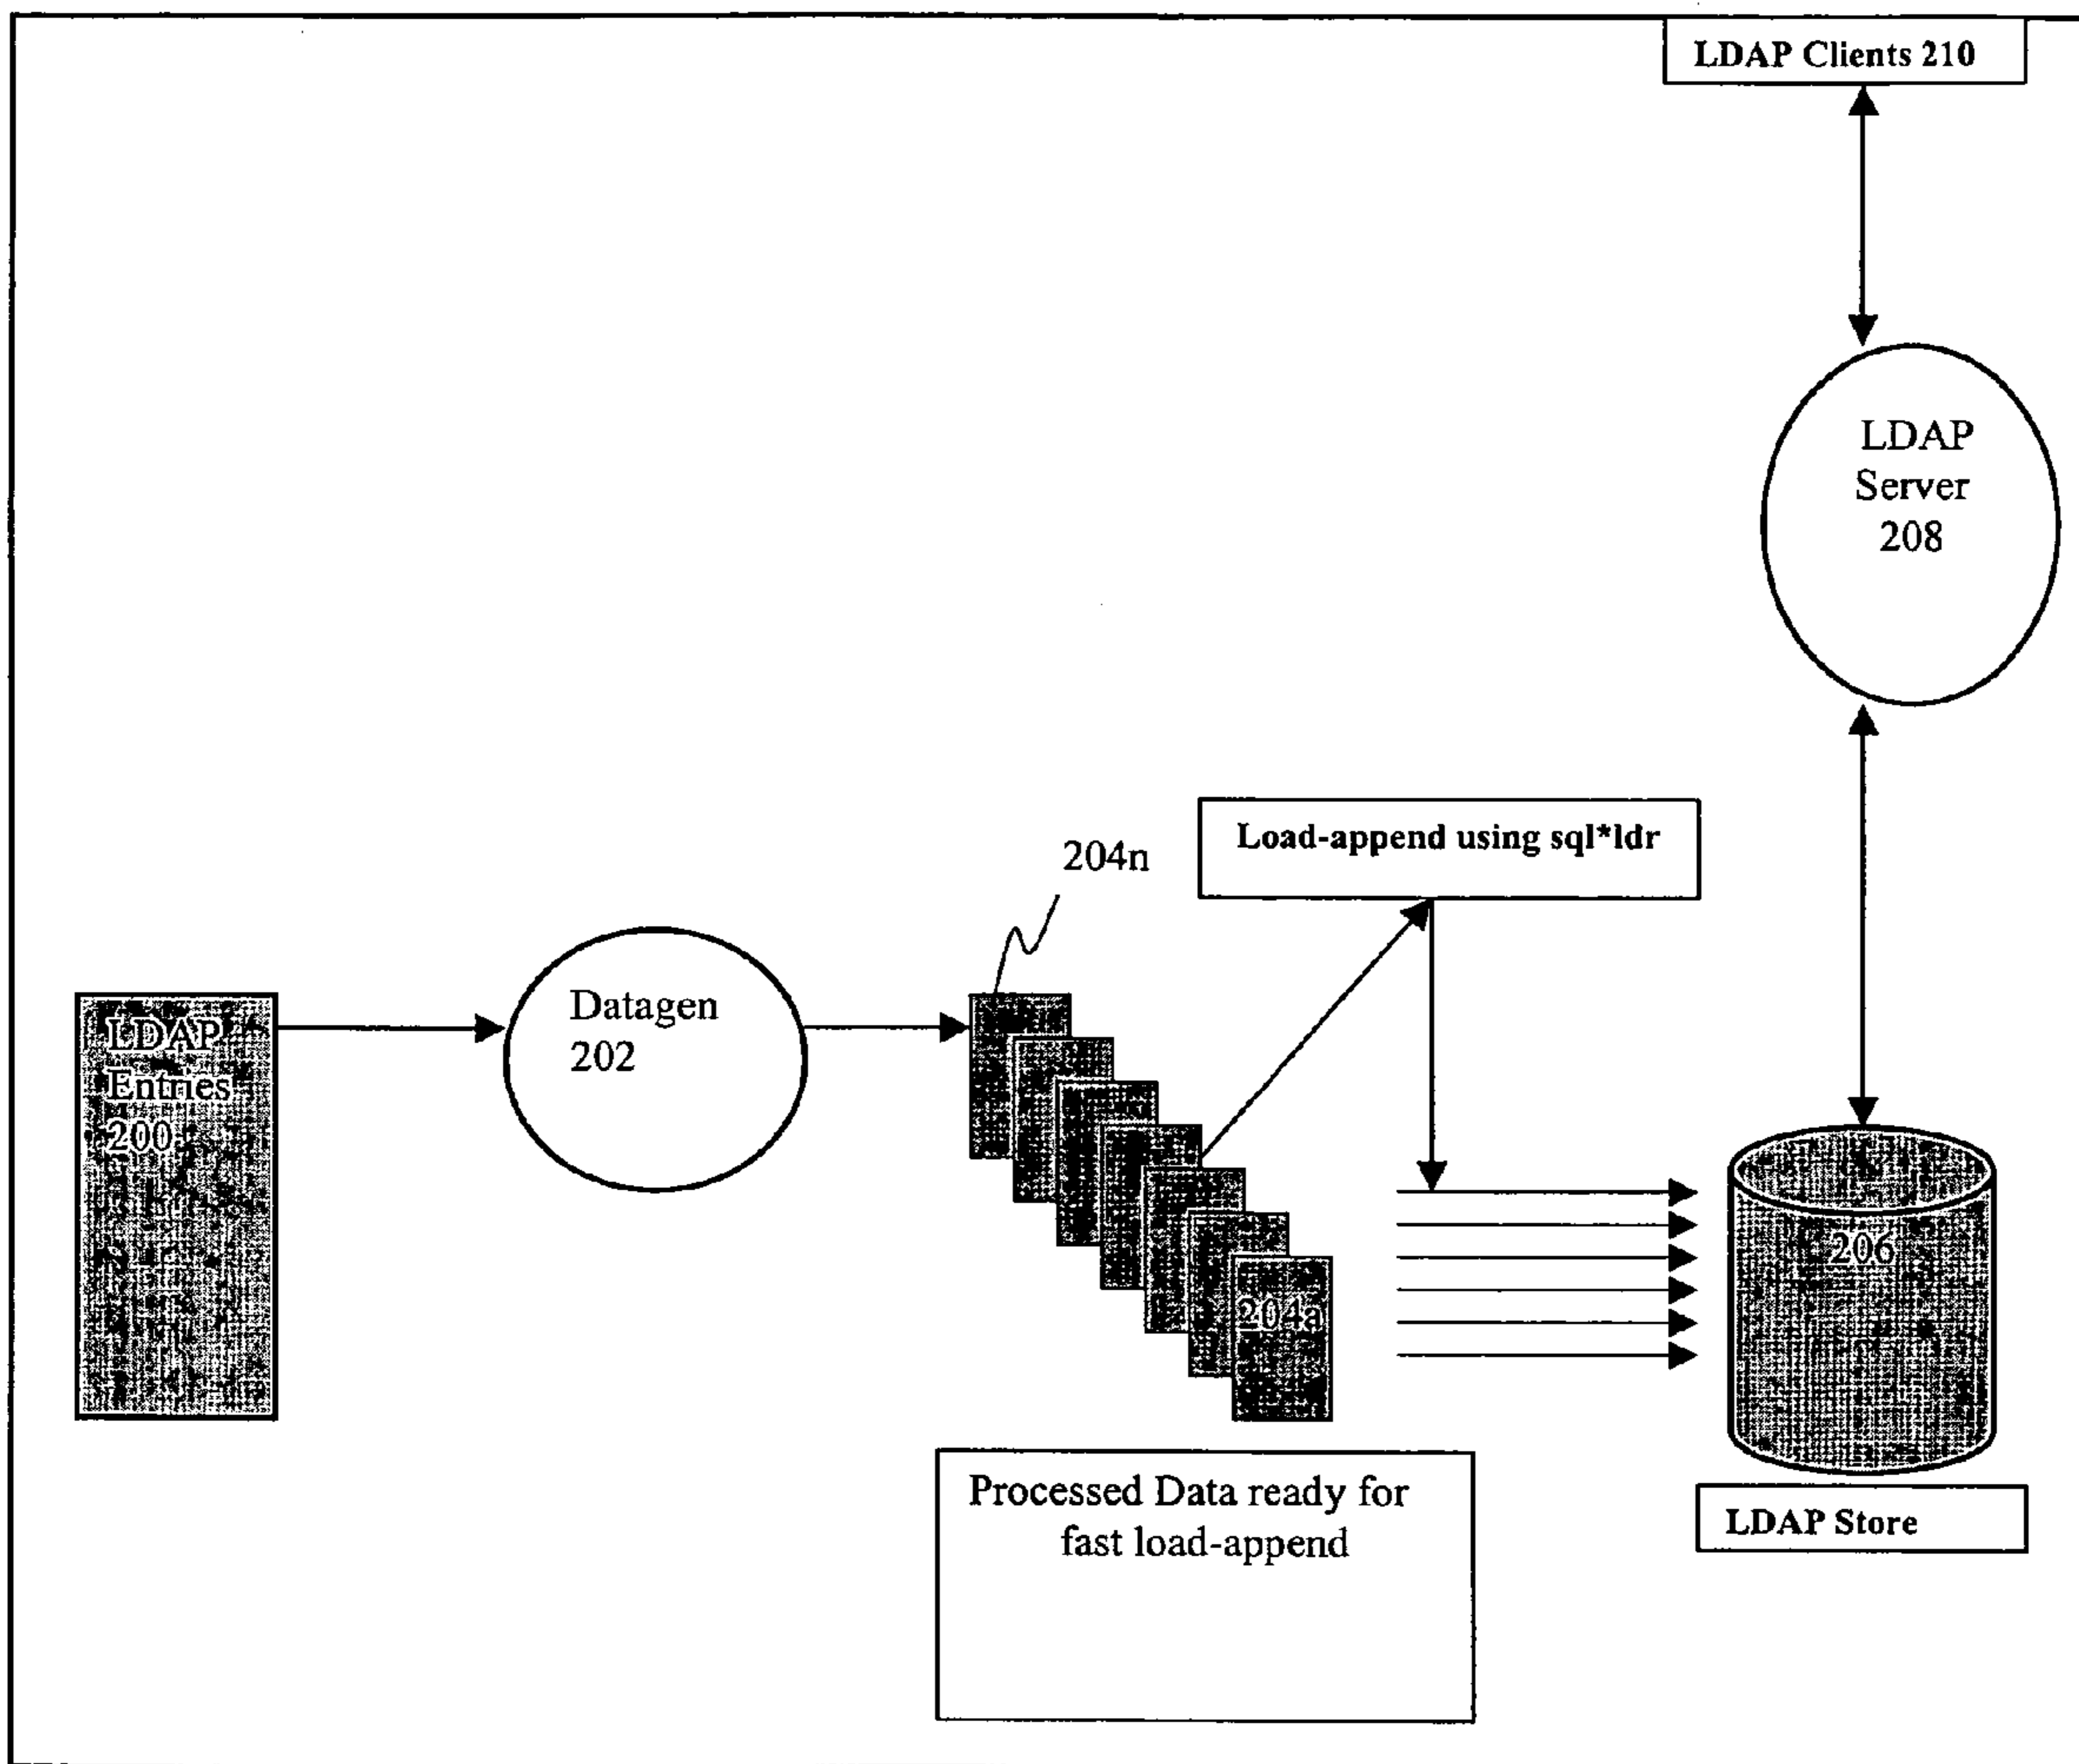 LDAP Clients 210
LDAP
Server
208
Load-append using sql*ldr
204n
Datagen
202
LDAP
Entries
200
204a
206
Processed Data ready for
fast load-append
LDAP Store